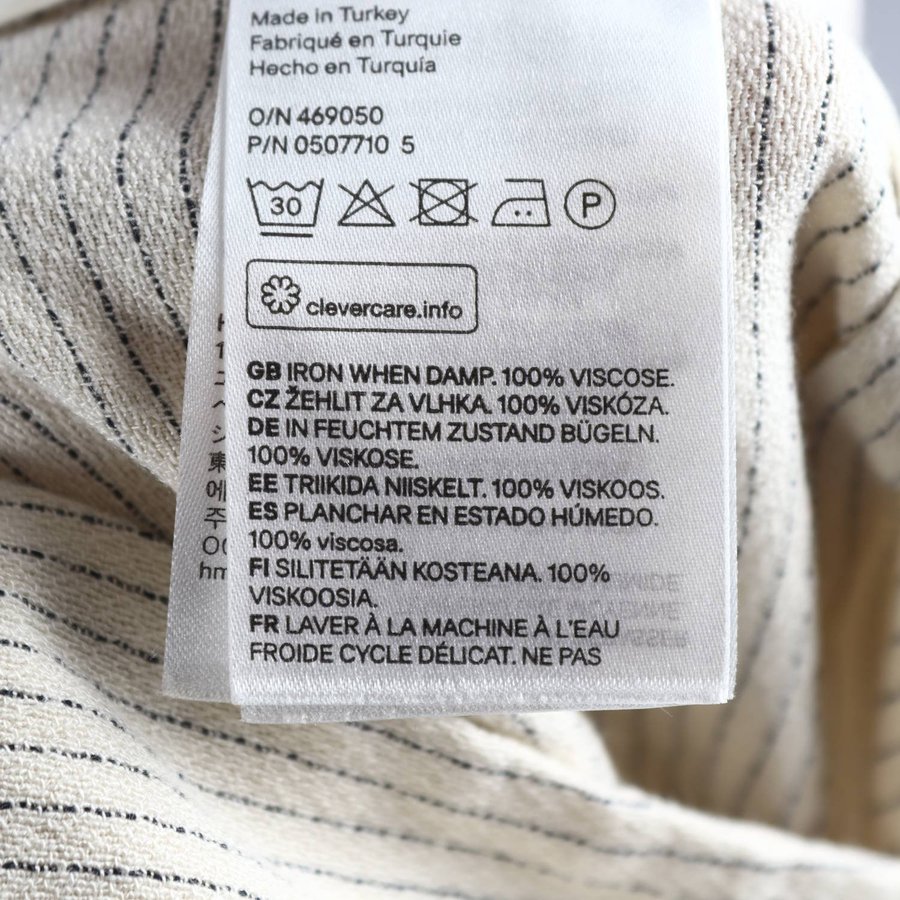 Made in Turkey
Fabriqué en Turquie
Hecho en Turquía
O/N 469050
P/N 0507710 5
30
P
clevercare.info
GB IRON WHEN DAMP. 100% VISCOSE.
CZ ŽEHLIT ZA VLHKA. 100% VISKÓZA.
DE IN FEUCHTEM ZUSTAND BÜGELN.
100% VISKOSE.
EE TRIIKIDA NIISKELT. 100% VISKOOS.
ES PLANCHAR EN ESTADO HÚMEDO.
100% viscosa.
FI SILITETÄÄN KOSTEANA. 100%
VISKOOSIA.
FR LAVER À LA MACHINE À L'EAU
FROIDE CYCLE DÉLICAT. NE PAS